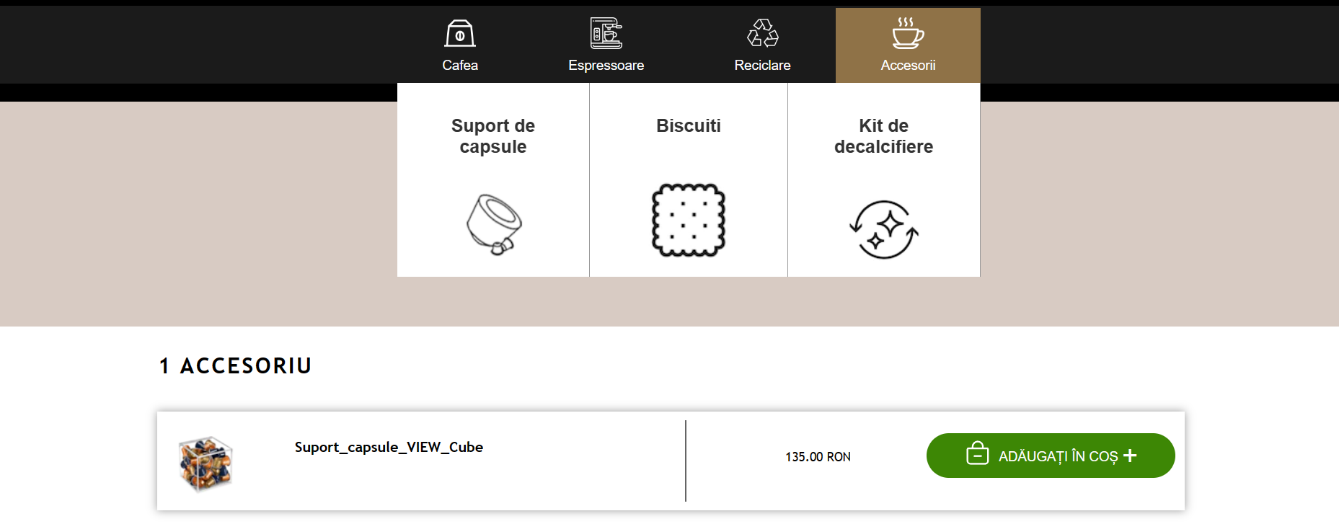 Cafea
Espressoare
Reciclare
Accesorii
Suport de
capsule
Biscuiti
Kit de
decalcifiere
1 ACCESORIU
Suport_capsule_VIEW_Cube
135.00 RON
ADĂUGAȚI ÎN COȘ +